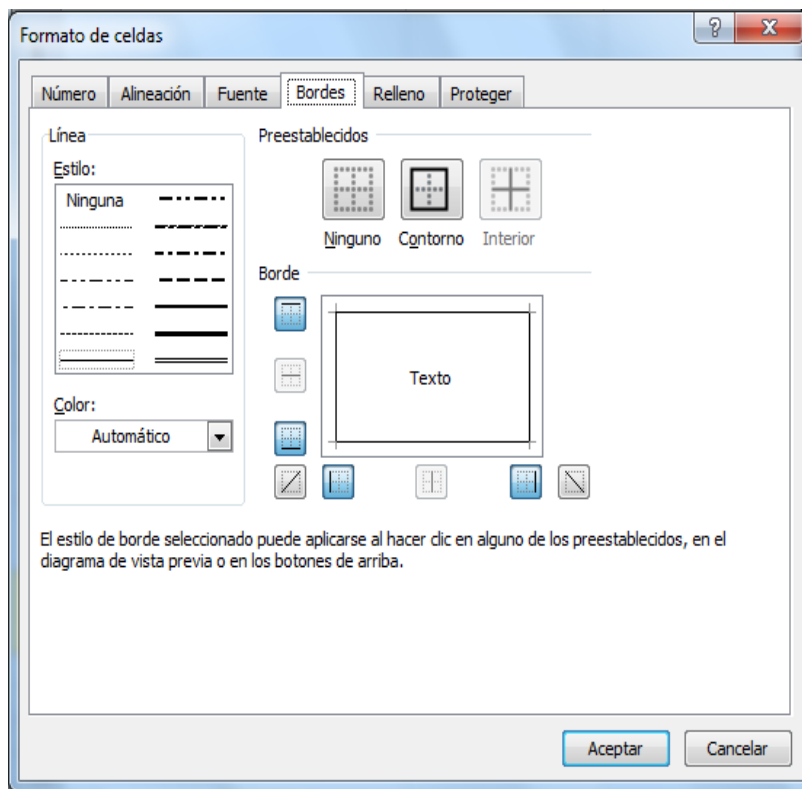 Formato de celdas
?
X
Número Alineación Fuente Bordes Relleno Proteger
Línea
Estilo:
Ninguna
Color:
Automático
Preestablecidos
Ninguno Contorno Interior
Borde
Texto
El estilo de borde seleccionado puede aplicarse al hacer clic en alguno de los preestablecidos, en el
diagrama de vista previa o en los botones de arriba.
Aceptar Cancelar